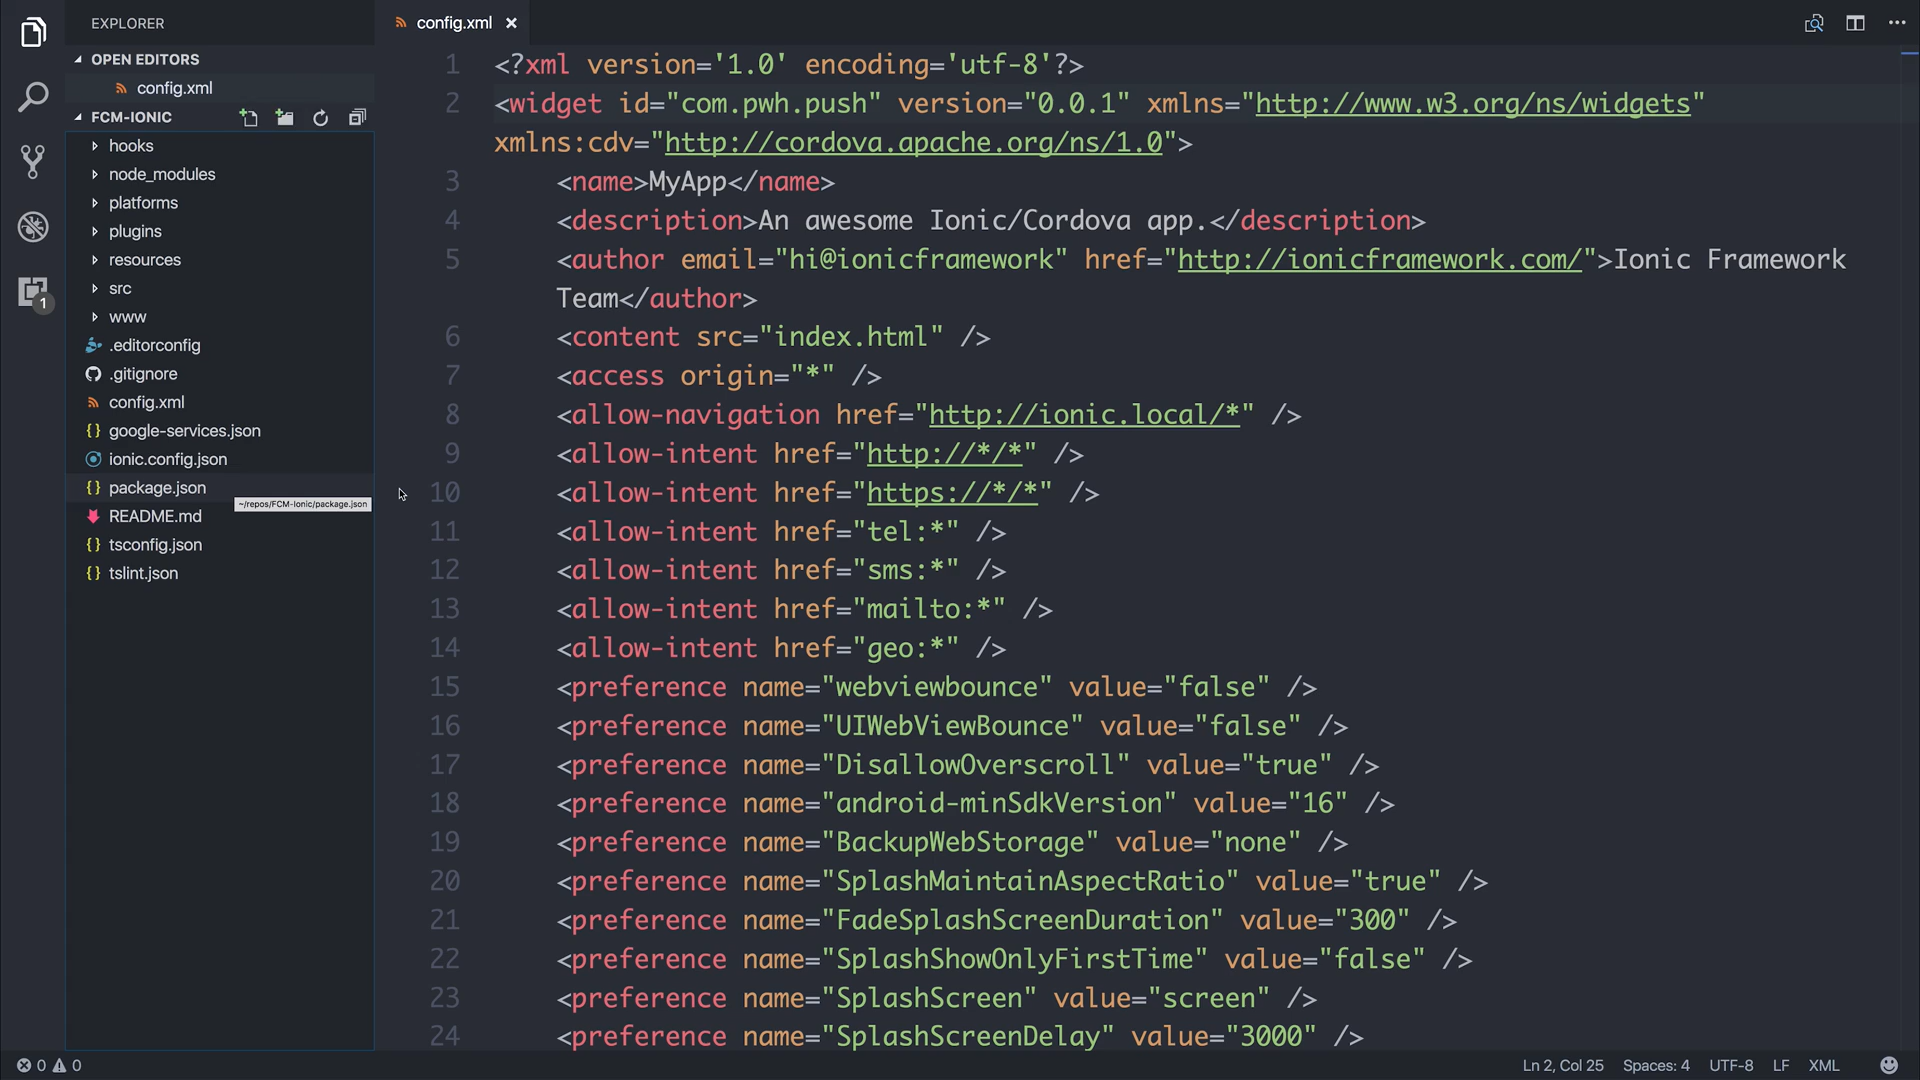 EXPLORER
OPEN EDITORS
config.xml
FCM-IONIC
hooks
node_modules
platforms
plugins
resources
src
www
.editorconfig
.gitignore
config.xml
google-services.json
ionic.config.json
package.json
~/repos/FCM-Ionic/package.json
README.md
tsconfig.json
tslint.json
1
config.xml
1 <?xml version='1.0' encoding='utf-8'?>
2 <widget id="com.pwh.push" version="0.0.1" xmlns="http://www.w3.org/ns/widgets"
xmlns:cdv="http://cordova.apache.org/ns/1.0">
3 <name>MyApp</name>
4 <description>An awesome Ionic/Cordova app.</description>
5 <author email="hi@ionicframework" href="http://ionicframework.com/">Ionic Framework
Team</author>
6 <content src="index.html" />
7 <access origin="*" />
8 <allow-navigation href="http://ionic.local/*" />
9 <allow-intent href="http://*/*" />
10 <allow-intent href="https://*/*" />
11 <allow-intent href="tel:*" />
12 <allow-intent href="sms:*" />
13 <allow-intent href="mailto:*" />
14 <allow-intent href="geo:*" />
15 <preference name="webviewbounce" value="false" />
16 <preference name="UIWebViewBounce" value="false" />
17 <preference name="DisallowOverscroll" value="true" />
18 <preference name="android-minSdkVersion" value="16" />
19 <preference name="BackupWebStorage" value="none" />
20 <preference name="SplashMaintainAspectRatio" value="true" />
21 <preference name="FadeSplashScreenDuration" value="300" />
22 <preference name="SplashShowOnlyFirstTime" value="false" />
23 <preference name="SplashScreen" value="screen" />
24 <preference name="SplashScreenDelay" value="3000" />
0 0
Ln 2, Col 25 Spaces: 4 UTF-8 LF XML